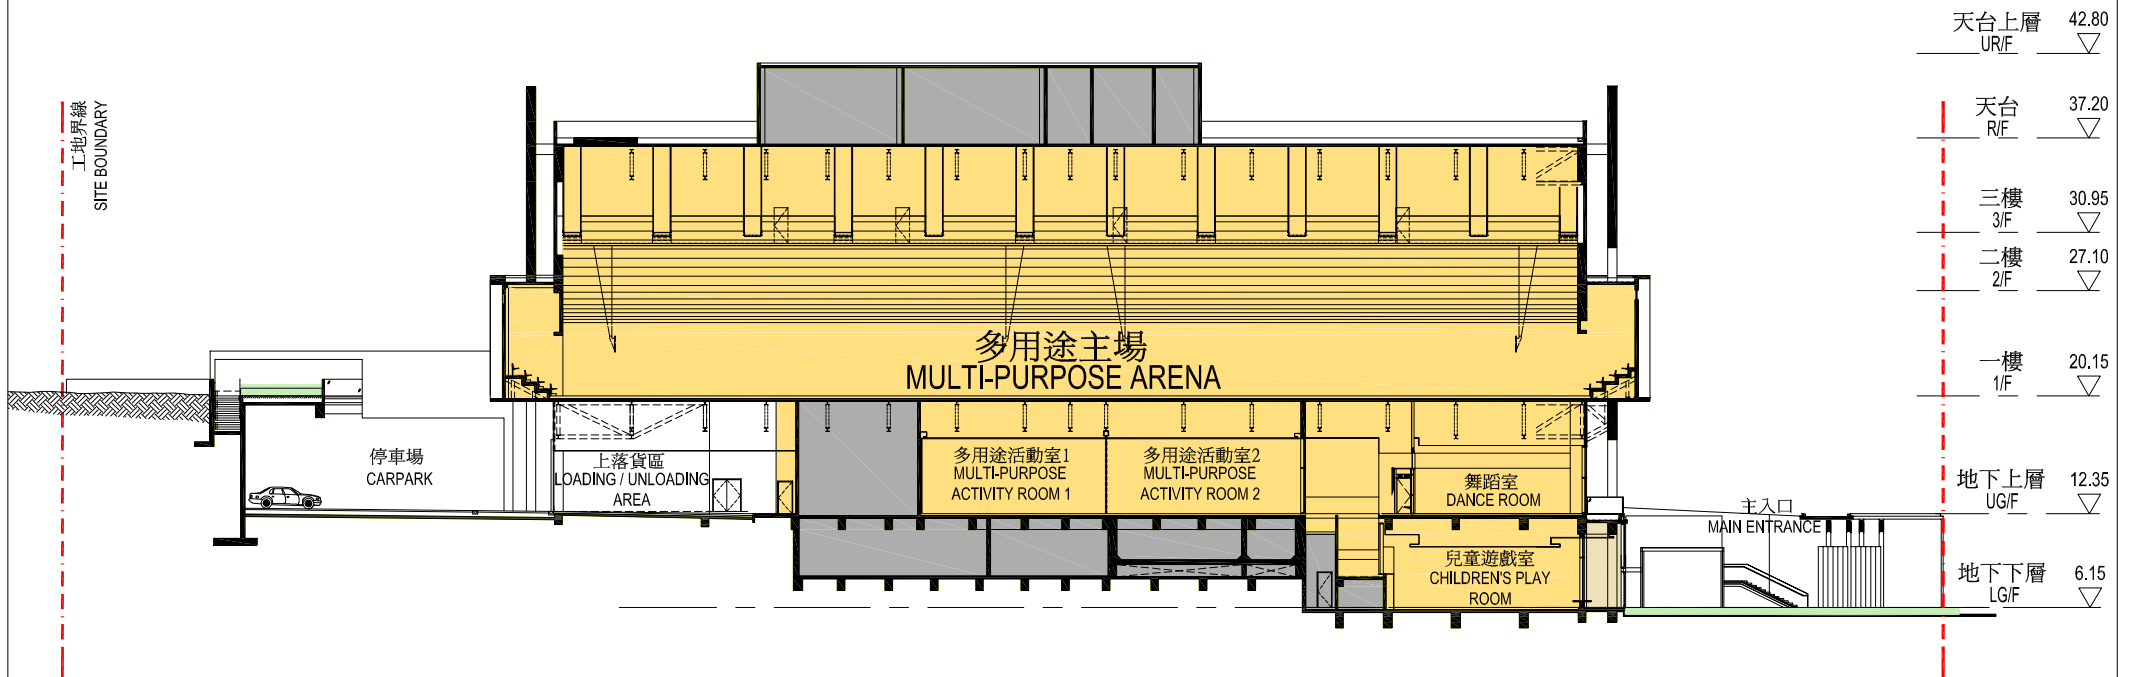 天台上層 42.80
UR/F
天台 37.20
R/F
工地界線
SITE BOUNDARY
三樓 30.95
3/F
二樓 27.10
2/F
多用途主場
MULTI-PURPOSE ARENA
一樓 20.15
1/F
停車場
CARPARK
上落貨區
LOADING / UNLOADING
AREA
多用途活動室1
MULTI-PURPOSE
ACTIVITY ROOM 1
多用途活動室2
MULTI-PURPOSE
ACTIVITY ROOM 2
舞蹈室
DANCE ROOM
地下上層 12.35
UG/F
主入口
MAIN ENTRANCE
兒童遊戲室
CHILDREN'S PLAY
ROOM
地下下層 6.15
LG/F